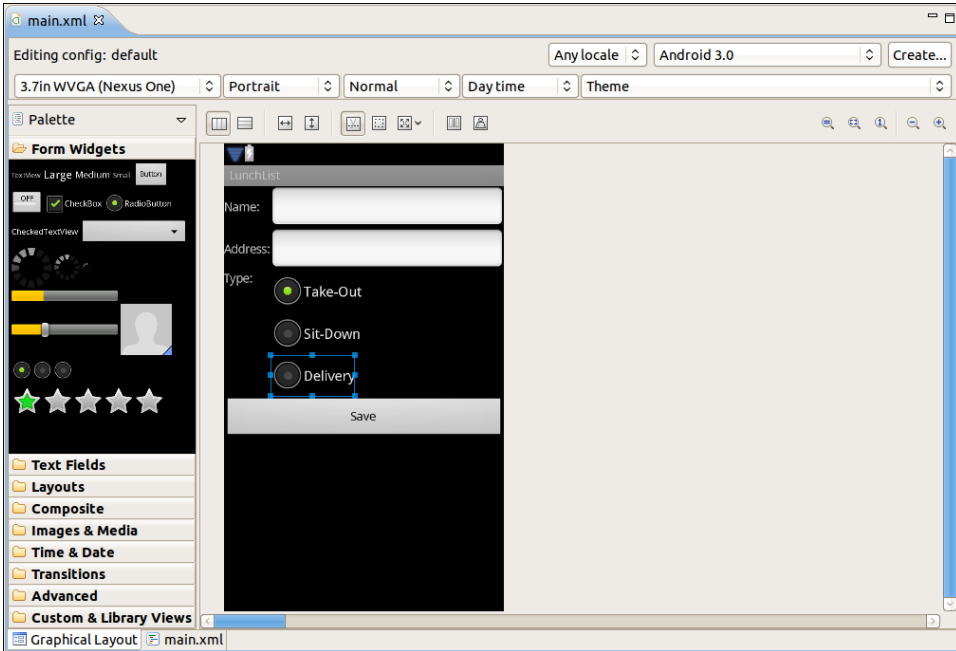 main.xml
Editing config: default
Any locale
Android 3.0
Create...
3.7in WVGA (Nexus One)
Portrait
Normal
Day time
Theme
Palette
Form Widgets
TextView Large Medium Small Button
OFF CheckBox RadioButton
CheckedTextView
Text Fields
Layouts
Composite
Images & Media
Time & Date
Transitions
Advanced
Custom & Library Views
LunchList
Name:
Address:
Type:
Take-Out
Sit-Down
Delivery
Save
Graphical Layout
main.xml